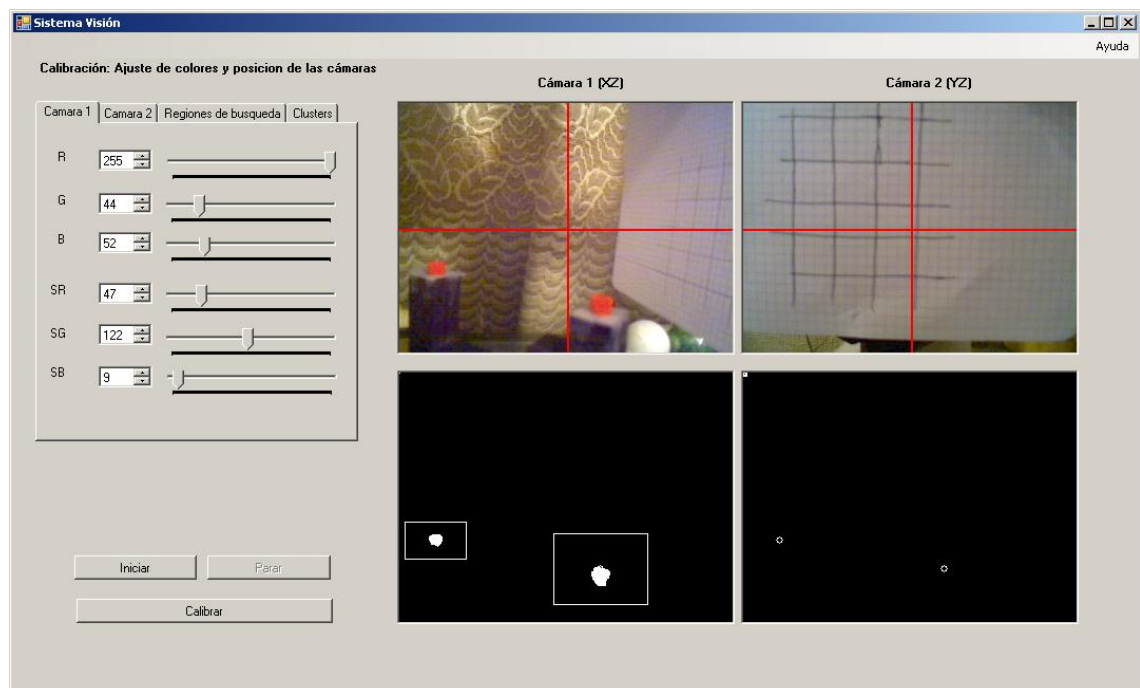 Sistema Visión
Ayuda
Calibración: Ajuste de colores y posicion de las cámaras
Cámara 1 (XZ)
Cámara 2 (YZ)
Camara 1 Camara 2 Regiones de busqueda Clusters
R 255
G 44
B 52
SR 47
SG 122
SB 9
Iniciar Parar
Calibrar